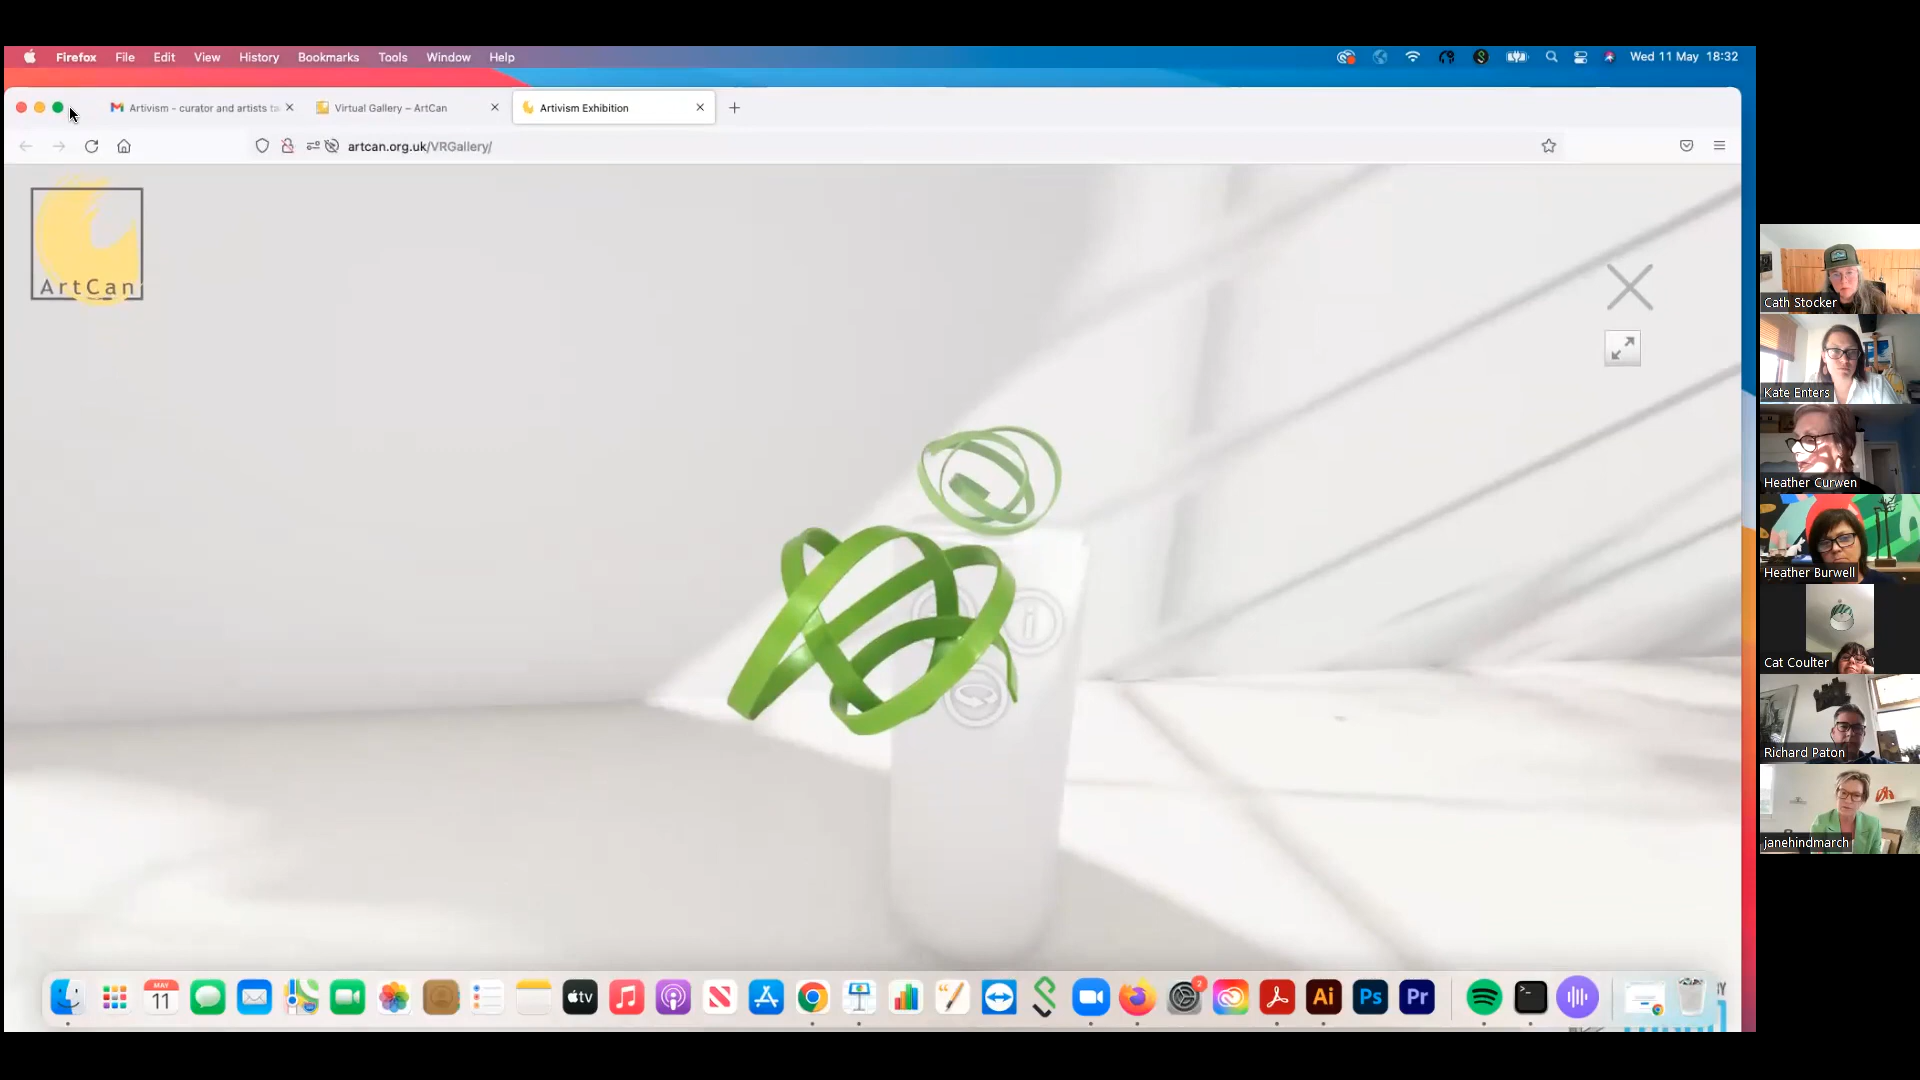 Firefox File Edit View History Bookmarks Tools Window Help
Wed 11 May 18:32
Artivism - curator and artists ta
Virtual Gallery – ArtCan
Artivism Exhibition
artcan.org.uk/VRGallery/
ArtCan
i
Cath Stocker
Kate Enters
Heather Curwen
Heather Burwell
Cat Coulter
Richard Paton
janehindmarch
MAY
11
tv
2
Ai
Ps
Pr